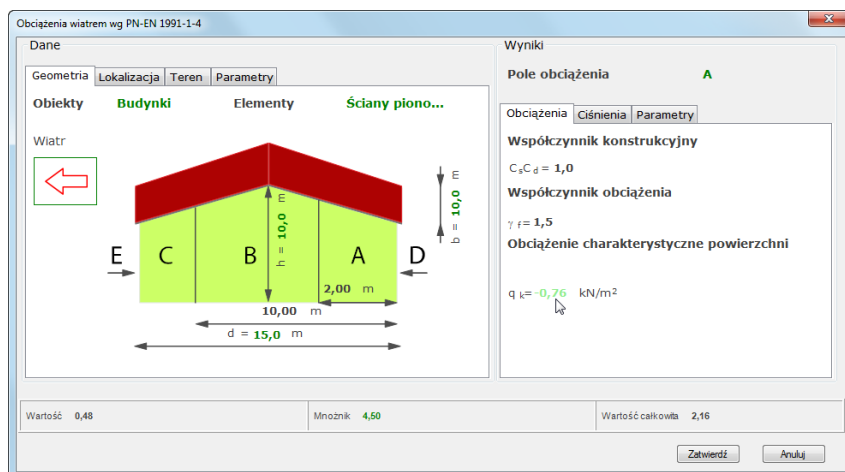 Obciążenia wiatrem wg PN-EN 1991-1-4
x
Dane
Geometria Lokalizacja Teren Parametry
Obiekty Budynki Elementy Ściany piono...
Wiatr
b = 10,0 m
h = 10,0 m
E C B A D
2,00 m
10,00 m
d = 15,0 m
Wyniki
Pole obciążenia A
Obciążenia Ciśnienia Parametry
Współczynnik konstrukcyjny
CsCd = 1,0
Współczynnik obciążenia
γf= 1,5
Obciążenie charakterystyczne powierzchni
qk= -0,76 kN/m²
Wartość 0,48 Mnożnik 4,50 Wartość całkowita 2,16
Zatwierdź Anuluj